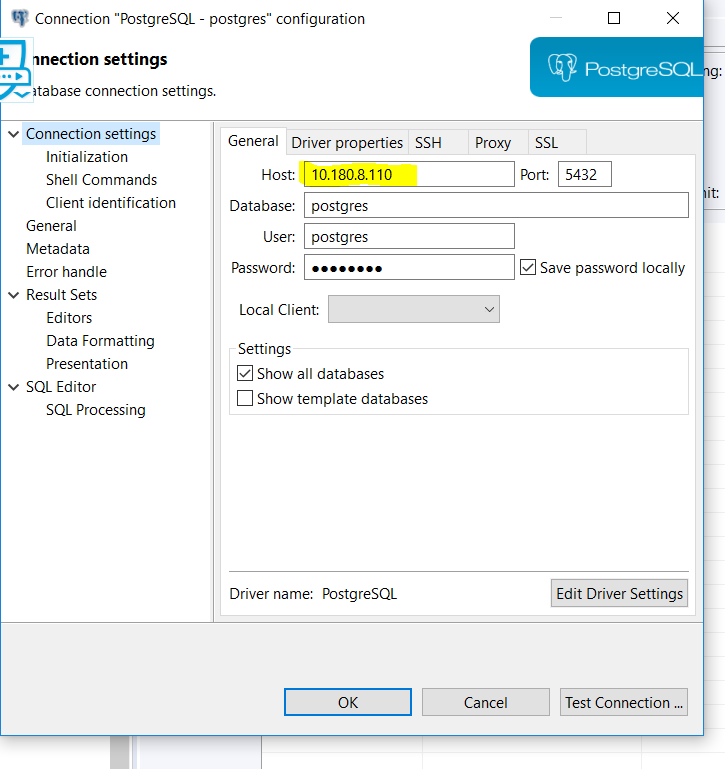 Connection "PostgreSQL - postgres" configuration
nnection settings
atabase connection settings.
PostgreSQL
ng:
Connection settings
Initialization
Shell Commands
Client identification
General
Metadata
Error handle
Result Sets
Editors
Data Formatting
Presentation
SQL Editor
SQL Processing
General Driver properties SSH Proxy SSL
Host: 10.180.8.110 Port: 5432
nit:
Database: postgres
User: postgres
Password: ●●●●●●●● Save password locally
Local Client:
Settings
Show all databases
Show template databases
Driver name: PostgreSQL Edit Driver Settings
OK Cancel Test Connection ...